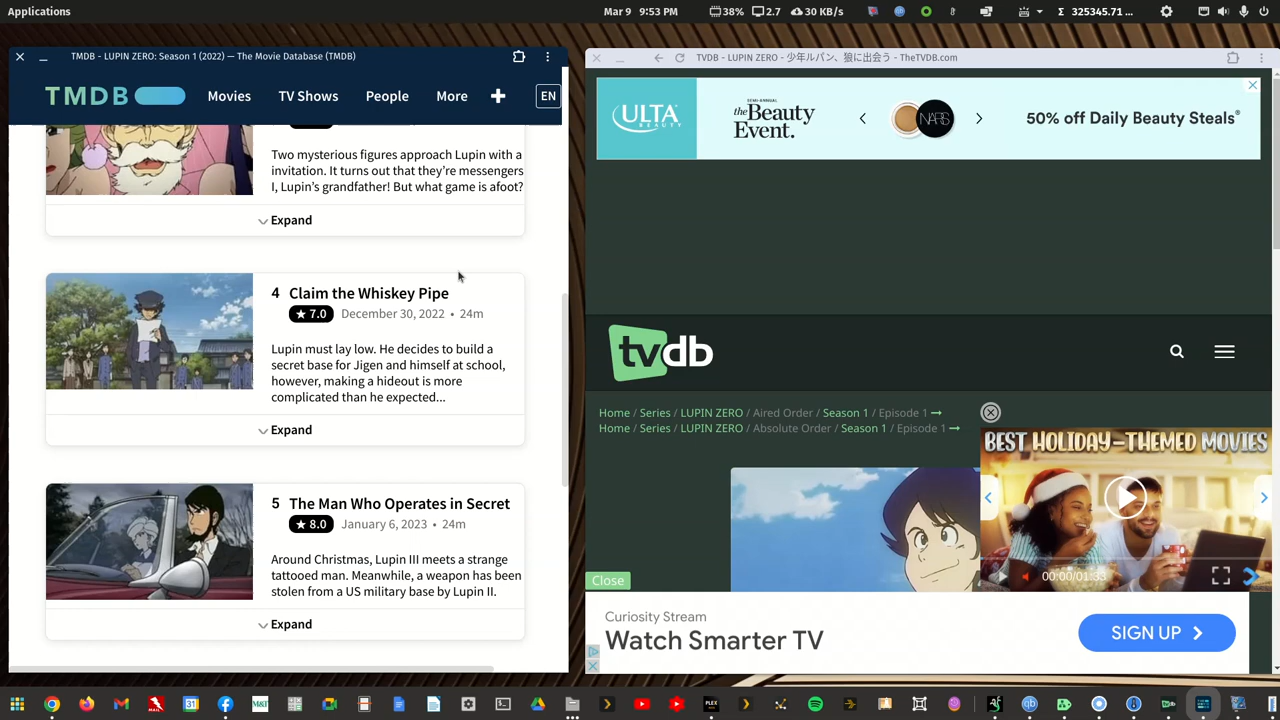 Applications
Mar 9 9:53 PM
38%
2.7
30 KB/s
Σ 325345.71 ...
TMDB - LUPIN ZERO: Season 1 (2022) — The Movie Database (TMDB)
TMDB
Movies
TV Shows
People
More
EN
Two mysterious figures approach Lupin with a
invitation. It turns out that they're messengers
I, Lupin's grandfather! But what game is afoot?
Expand
4 Claim the Whiskey Pipe
★ 7.0 December 30, 2022 • 24m
Lupin must lay low. He decides to build a
secret base for Jigen and himself at school,
however, making a hideout is more
complicated than he expected...
Expand
5 The Man Who Operates in Secret
★ 8.0 January 6, 2023 • 24m
Around Christmas, Lupin III meets a strange
tattooed man. Meanwhile, a weapon has been
stolen from a US military base by Lupin II.
Expand
TVDB - LUPIN ZERO - 少年ルパン、狼に出会う - TheTVDB.com
ULTA
BEAUTY
SEMI-ANNUAL
the Beauty
Event.
NARS
50% off Daily Beauty Steals®
tvdb
Home / Series / LUPIN ZERO / Aired Order / Season 1 / Episode 1
Home / Series / LUPIN ZERO / Absolute Order / Season 1 / Episode 1
BEST HOLIDAY-THEMED MOVIES
00:00/01:33
Close
Curiosity Stream
Watch Smarter TV
SIGN UP